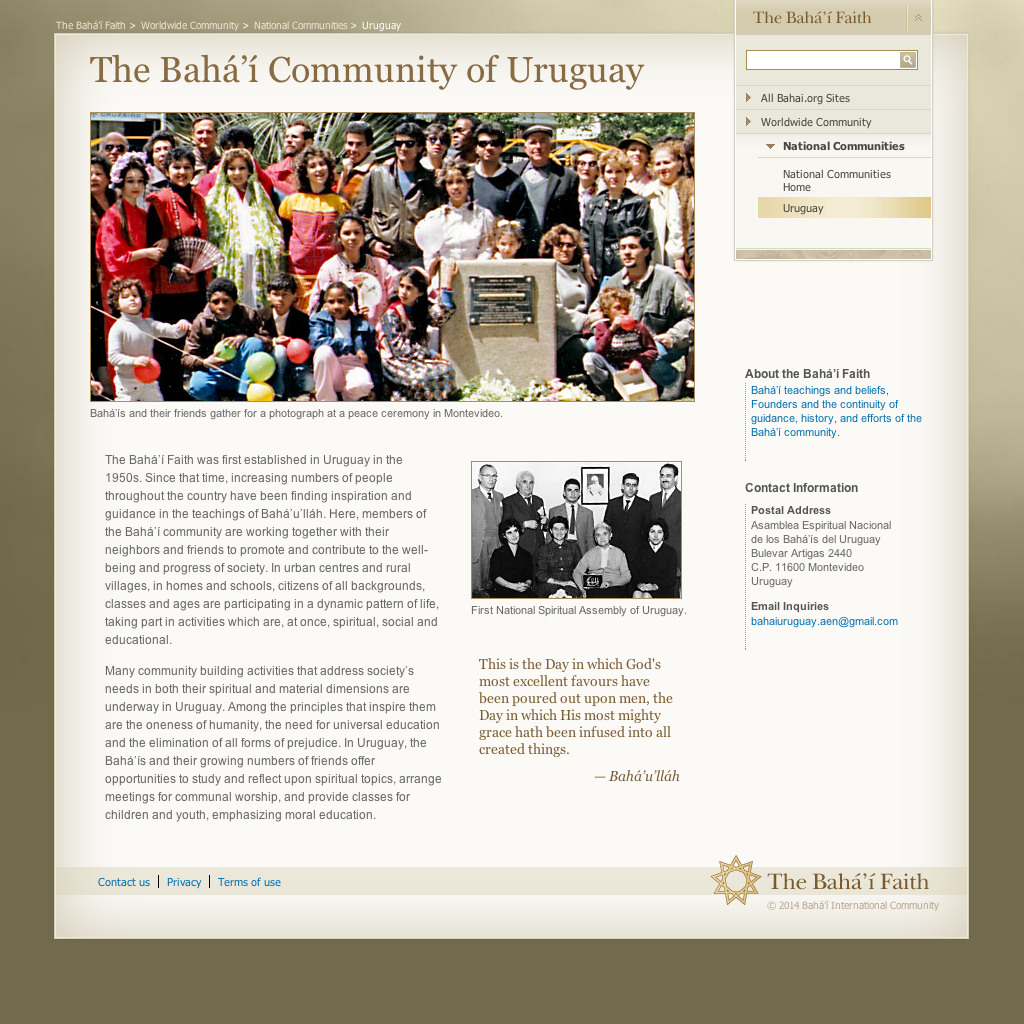 The Bahá’í Faith > Worldwide Community > National Communities > Uruguay
The Bahá’í Faith
The Bahá’í Community of Uruguay
All Bahai.org Sites
Worldwide Community
National Communities
National Communities
Home
Uruguay
Bahá’ís and their friends gather for a photograph at a peace ceremony in Montevideo.
The Bahá’í Faith was first established in Uruguay in the
1950s. Since that time, increasing numbers of people
throughout the country have been finding inspiration and
guidance in the teachings of Bahá’u’lláh. Here, members of
the Bahá’í community are working together with their
neighbors and friends to promote and contribute to the well-
being and progress of society. In urban centres and rural
villages, in homes and schools, citizens of all backgrounds,
classes and ages are participating in a dynamic pattern of life,
taking part in activities which are, at once, spiritual, social and
educational.
Many community building activities that address society’s
needs in both their spiritual and material dimensions are
underway in Uruguay. Among the principles that inspire them
are the oneness of humanity, the need for universal education
and the elimination of all forms of prejudice. In Uruguay, the
Bahá’ís and their growing numbers of friends offer
opportunities to study and reflect upon spiritual topics, arrange
meetings for communal worship, and provide classes for
children and youth, emphasizing moral education.
First National Spiritual Assembly of Uruguay.
This is the Day in which God's
most excellent favours have
been poured out upon men, the
Day in which His most mighty
grace hath been infused into all
created things.
— Bahá’u’lláh
About the Bahá’í Faith
Bahá’í teachings and beliefs,
Founders and the continuity of
guidance, history, and efforts of the
Bahá’í community.
Contact Information
Postal Address
Asamblea Espiritual Nacional
de los Bahá’ís del Uruguay
Bulevar Artigas 2440
C.P. 11600 Montevideo
Uruguay
Email Inquiries
bahaiuruguay.aen@gmail.com
Contact us | Privacy | Terms of use
The Bahá’í Faith
© 2014 Bahá’í International Community